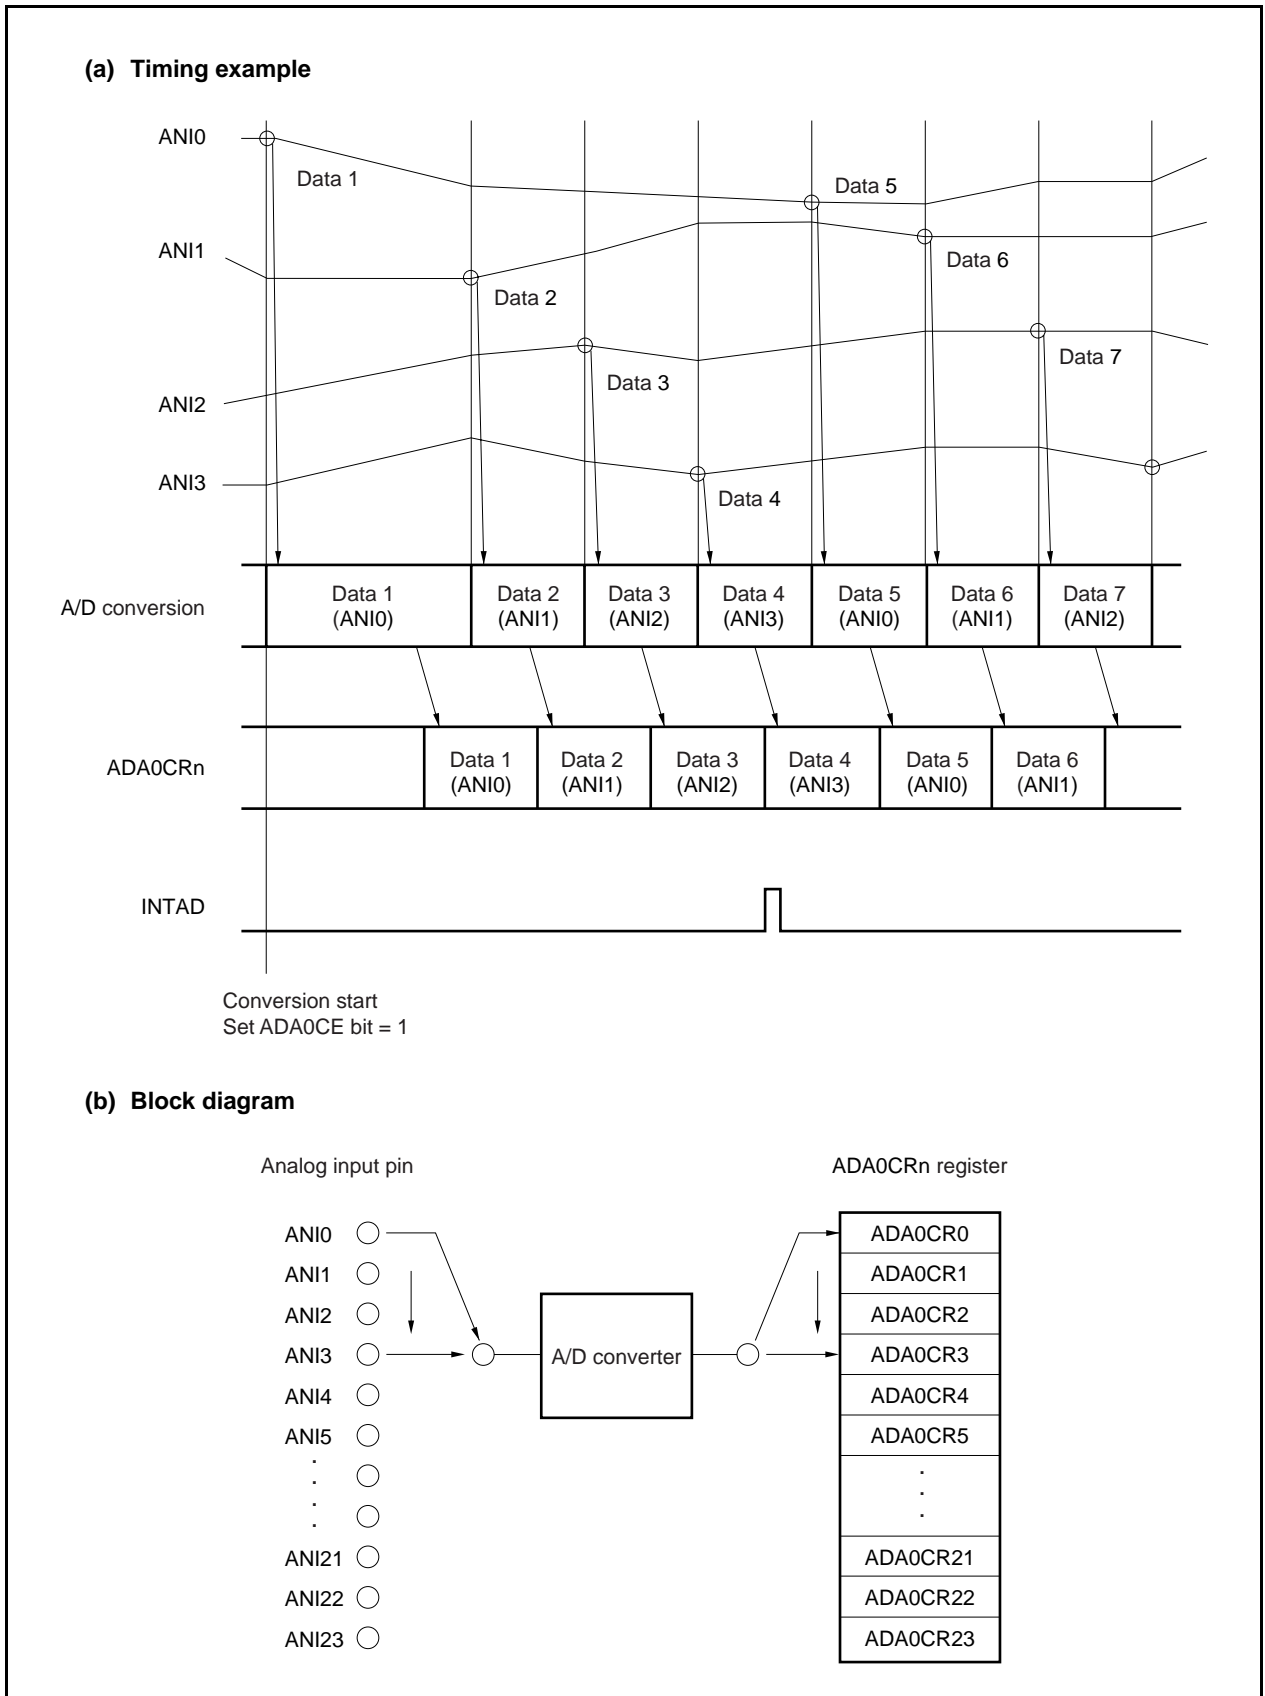 (a) Timing example
ANI0
Data 1
Data 5
ANI1
Data 6
Data 2
Data 7
Data 3
ANI2
ANI3
Data 4
A/D conversion
Data 1 Data 2 Data 3 Data 4 Data 5 Data 6 Data 7
(ANI0) (ANI1) (ANI2) (ANI3) (ANI0) (ANI1) (ANI2)
ADA0CRn
Data 1 Data 2 Data 3 Data 4 Data 5 Data 6
(ANI0) (ANI1) (ANI2) (ANI3) (ANI0) (ANI1)
INTAD
Conversion start
Set ADA0CE bit = 1
(b) Block diagram
Analog input pin ADA0CRn register
ANI0 ADA0CR0
ANI1 ADA0CR1
ANI2 ADA0CR2
ANI3 A/D converter ADA0CR3
ANI4 ADA0CR4
ANI5 ADA0CR5
ANI21 ADA0CR21
ANI22 ADA0CR22
ANI23 ADA0CR23